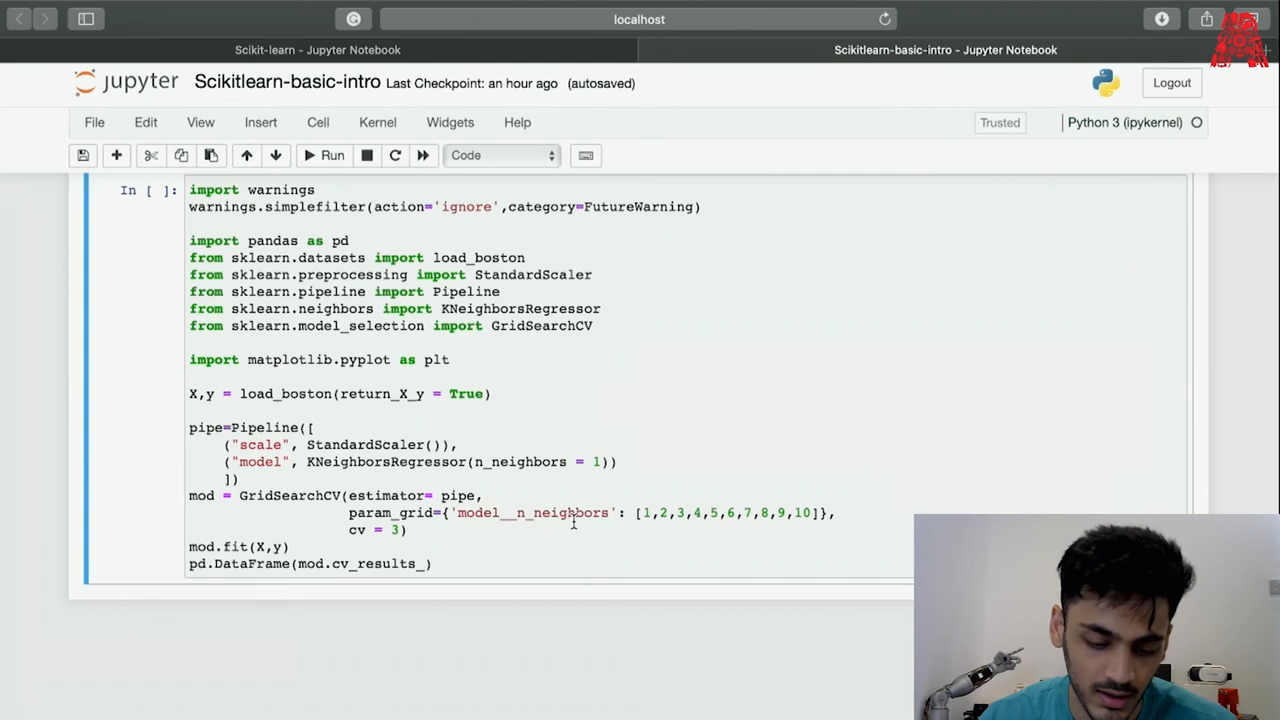 localhost
Scikit-learn - Jupyter Notebook
Scikitlearn-basic-intro - Jupyter Notebook
jupyter Scikitlearn-basic-intro Last Checkpoint: an hour ago (autosaved)
Logout
File Edit View Insert Cell Kernel Widgets Help
Trusted
Python 3 (ipykernel)
Run
Code
In [ ]:
import warnings
warnings.simplefilter(action='ignore',category=FutureWarning)
import pandas as pd
from sklearn.datasets import load_boston
from sklearn.preprocessing import StandardScaler
from sklearn.pipeline import Pipeline
from sklearn.neighbors import KNeighborsRegressor
from sklearn.model_selection import GridSearchCV
import matplotlib.pyplot as plt
X,y = load_boston(return_X_y = True)
pipe=Pipeline([
("scale", StandardScaler()),
("model", KNeighborsRegressor(n_neighbors = 1))
])
mod = GridSearchCV(estimator= pipe,
param_grid={'model__n_neighbors': [1,2,3,4,5,6,7,8,9,10]},
cv = 3)
mod.fit(X,y)
pd.DataFrame(mod.cv_results_)